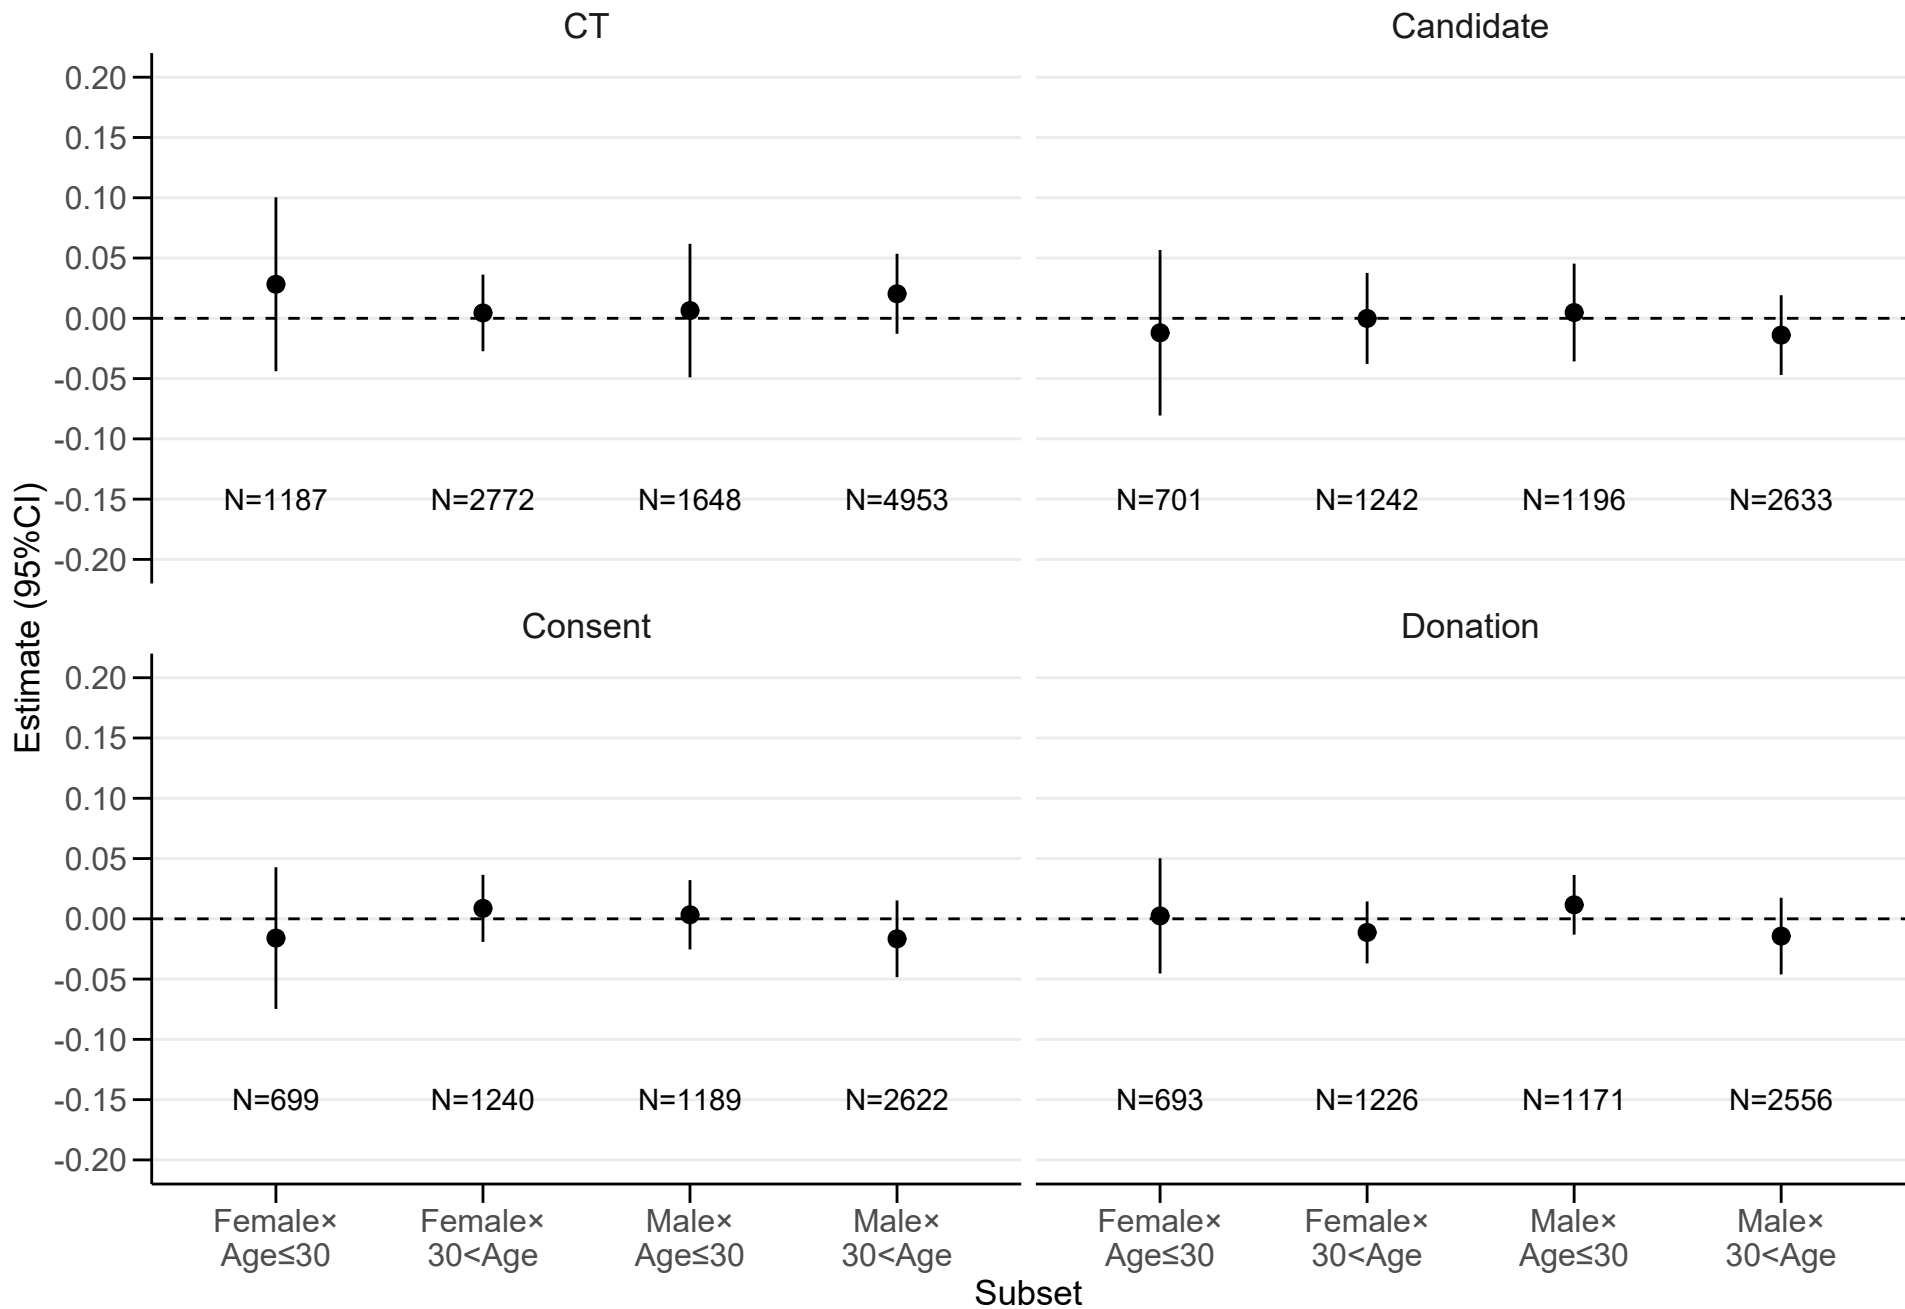 CT
Candidate
0.20
0.15
0.10
0.05
0.00
-0.05
-0.10
-0.15
-0.20
N=1187
N=2772
N=1648
N=4953
N=701
N=1242
N=1196
N=2633
Estimate (95%CI)
Consent
Donation
0.20
0.15
0.10
0.05
0.00
-0.05
-0.10
-0.15
-0.20
N=699
N=1240
N=1189
N=2622
N=693
N=1226
N=1171
N=2556
Female×
Age≤30
Female×
30<Age
Male×
Age≤30
Male×
30<Age
Female×
Age≤30
Female×
30<Age
Male×
Age≤30
Male×
30<Age
Subset